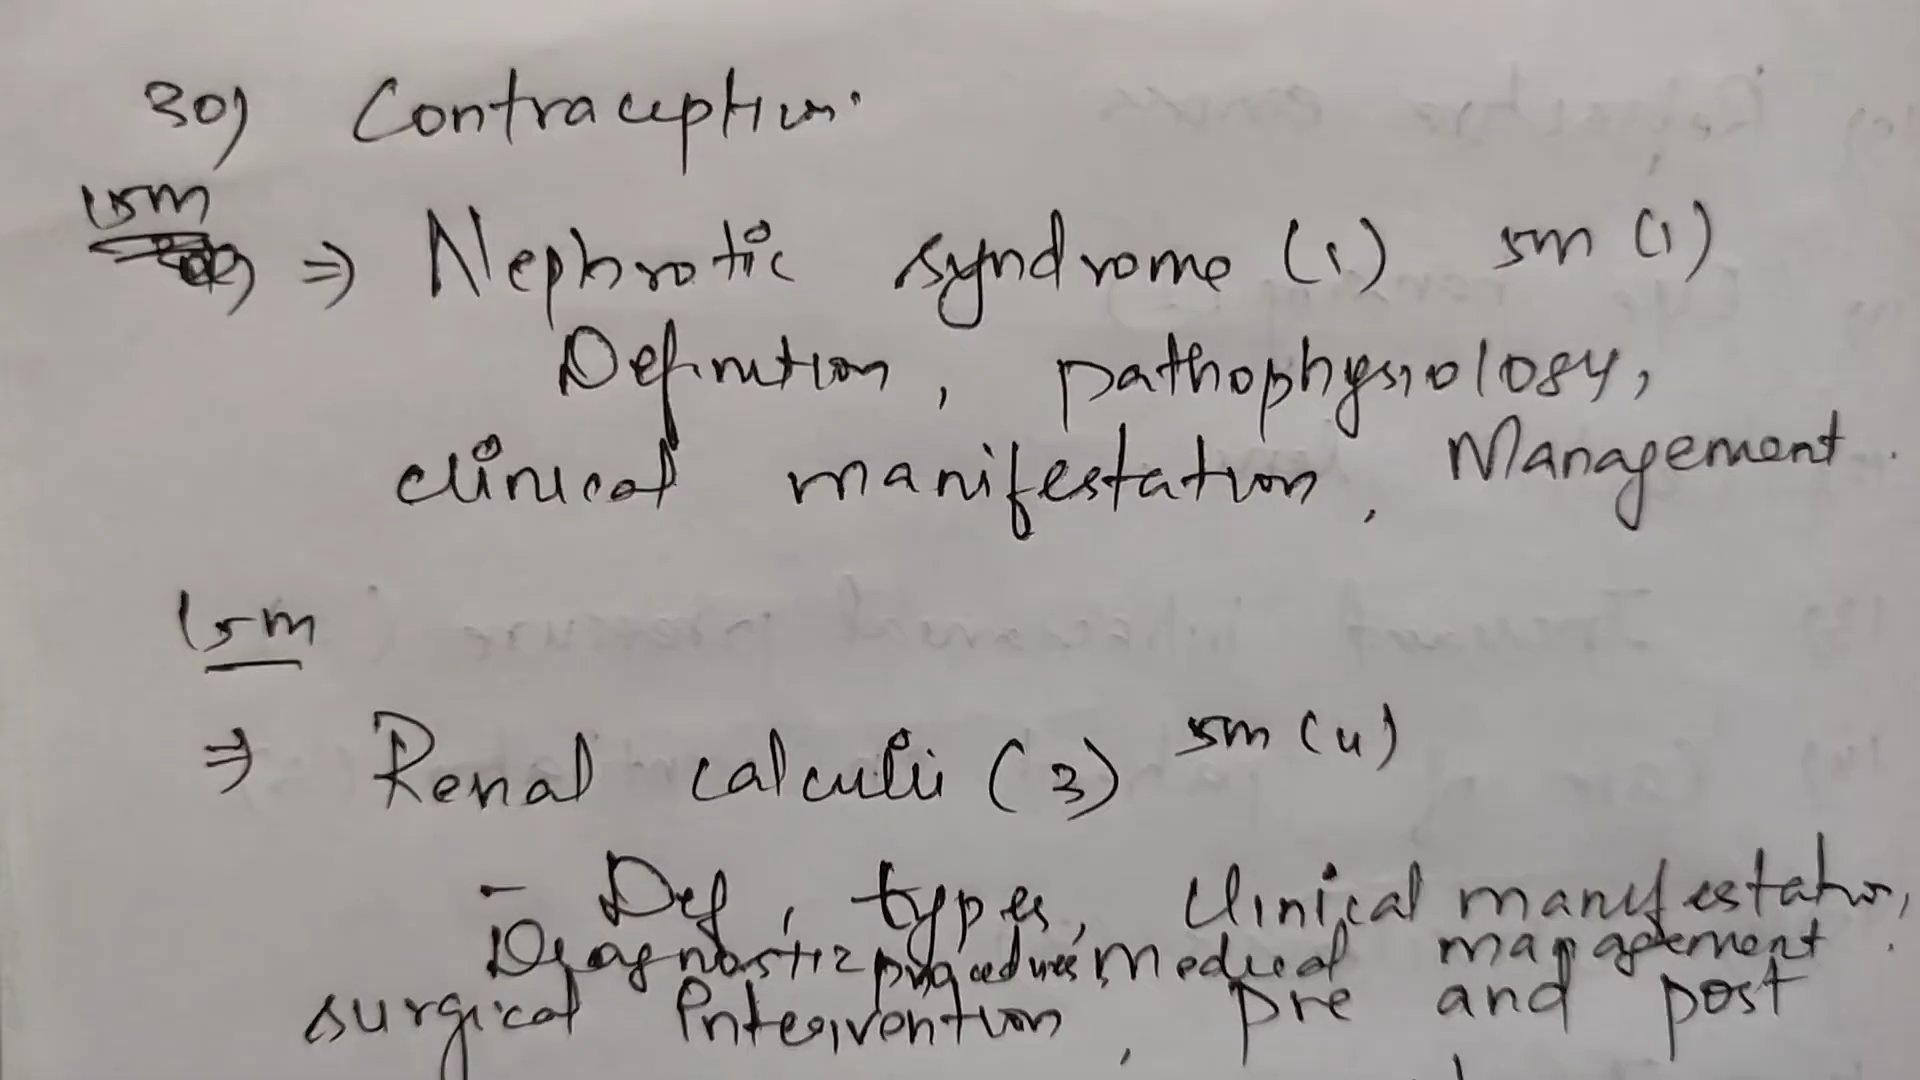 30) Contraception.
15m
⇒ Nephrotic syndrome (1) 5m (1)
Definition, pathophysiology,
clinical manifestation, Management.
15m
⇒ Renal calculi (3) 5m (4)
- Def, types, Clinical manifestation,
Diagnostic procedures, Medical management.
surgical Intervention, pre and post